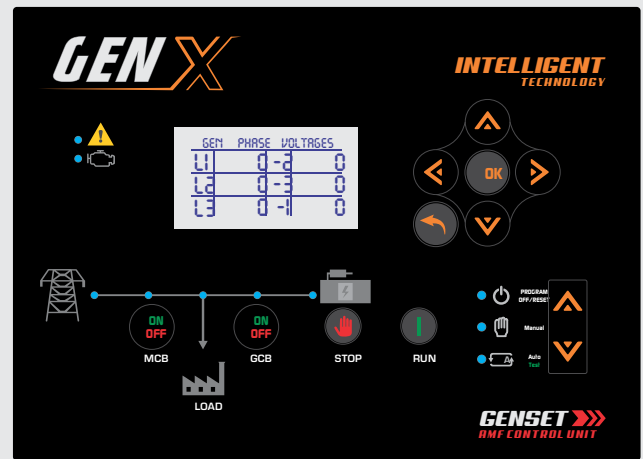 GEN X
INTELLIGENT
TECHNOLOGY
GEN PHASE VOLTAGES
L1 0 -2 0
L2 0 -3 0
L3 0 -1 0
OK
ON
OFF
MCB
ON
OFF
GCB
STOP
RUN
LOAD
PROGRAM
OFF/RESET
Manual
A
Auto
Test
GENSET
AMF CONTROL UNIT